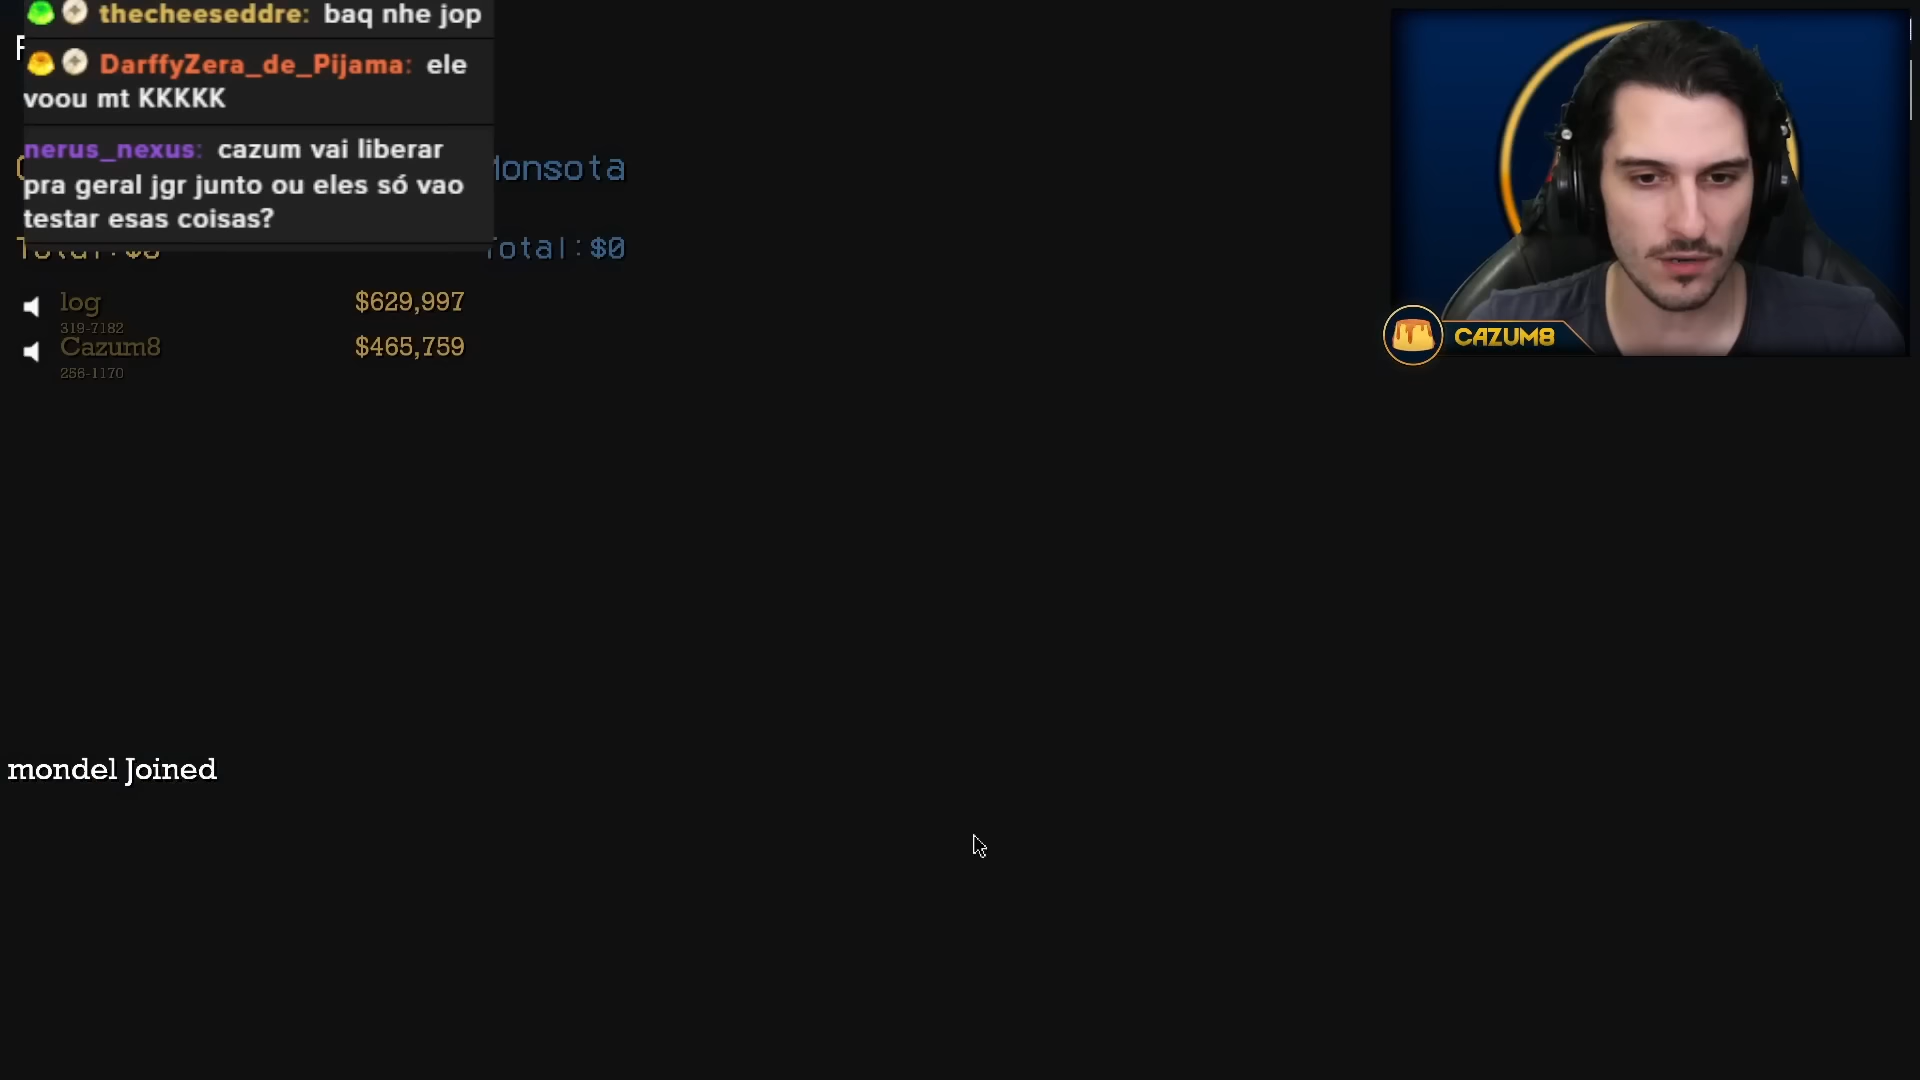 thecheeseddre: baq nhe jop
DarffyZera_de_Pijama: ele
voou mt KKKKK
nerus_nexus: cazum vai liberar
pra geral jgr junto ou eles só vao
testar esas coisas?
Monsota
Total:$0
log
$629,997
319-7182
Cazum8
$465,759
256-1170
CAZUM8
mondel Joined